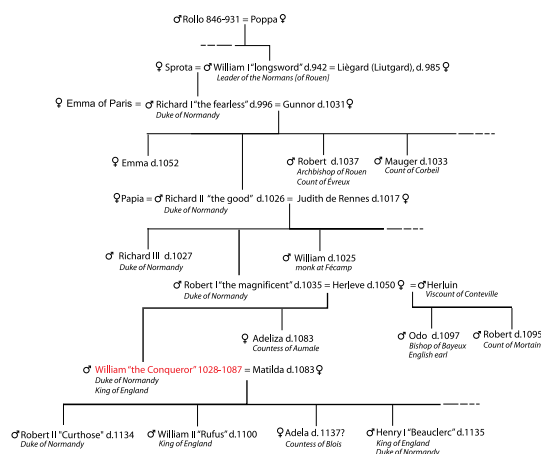 ♂Rollo 846-931 = Poppa ♀
♀ Sprota = ♂ William I "longsword" d.942 = Liègard (Liutgard), d. 985 ♀
Leader of the Normans [of Rouen]
♀ Emma of Paris = ♂ Richard I "the fearless" d.996 = Gunnor d.1031 ♀
Duke of Normandy
♀ Emma d.1052
♂ Robert d.1037
Archbishop of Rouen
Count of Évreux
♂ Mauger d.1033
Count of Corbeil
♀Papia = ♂ Richard II "the good" d.1026 = Judith de Rennes d.1017 ♀
Duke of Normandy
♂ Richard III d.1027
Duke of Normandy
♂ William d.1025
monk at Fécamp
♂ Robert I "the magnificent" d.1035 = Herleve d.1050 ♀ = ♂ Herluin
Duke of Normandy
Viscount of Conteville
♀ Adeliza d.1083
Countess of Aumale
♂ Odo d.1097
Bishop of Bayeux
English earl
♂ Robert d.1095
Count of Mortain
♂ William "the Conqueror" 1028-1087 = Matilda d.1083 ♀
Duke of Normandy
King of England
♂ Robert II "Curthose" d.1134
Duke of Normandy
♂ William II "Rufus" d.1100
King of England
♀ Adela d. 1137?
Countess of Blois
♂ Henry I "Beauclerc" d.1135
King of England
Duke of Normandy